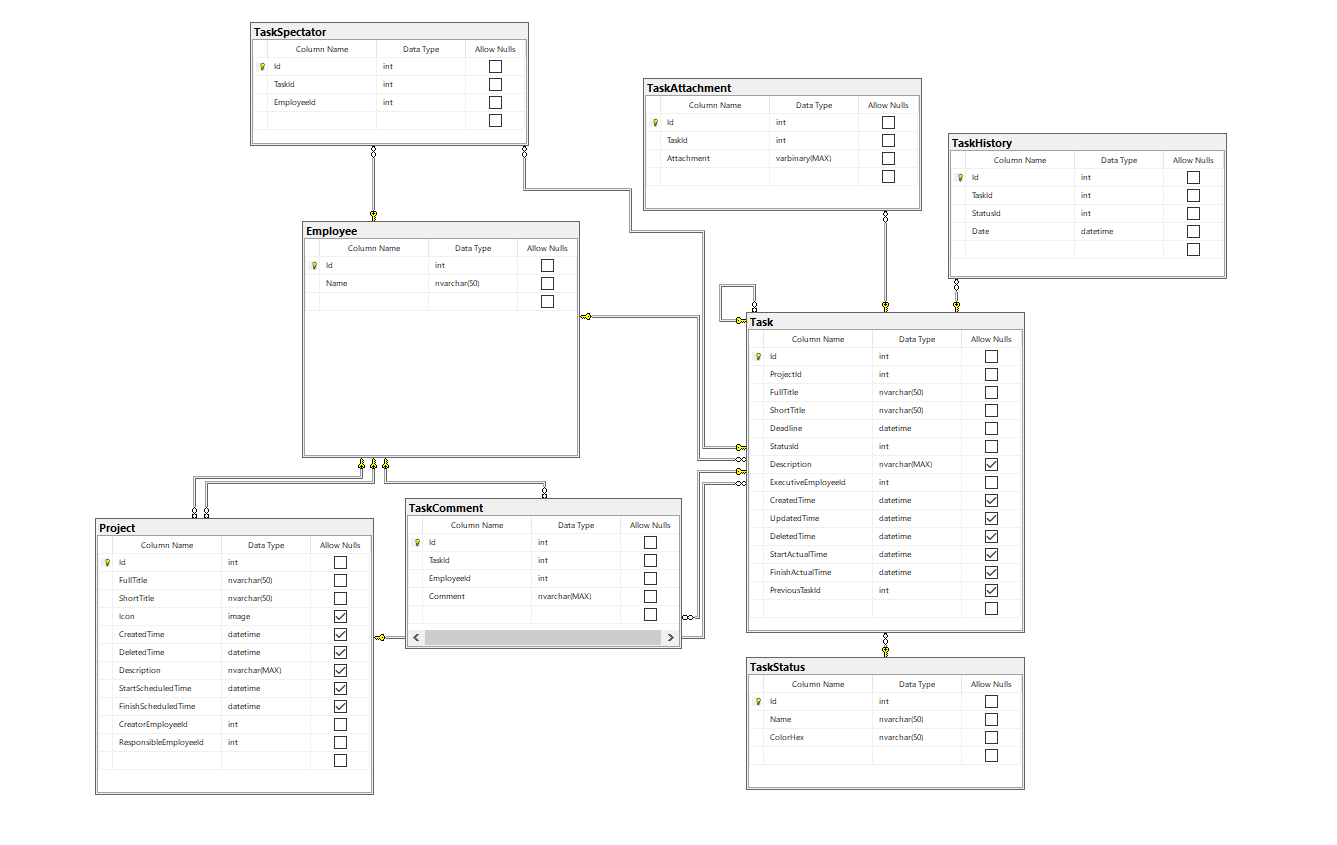 TaskSpectator
Column Name Data Type Allow Nulls
Id int
TaskId int
EmployeeId int
TaskAttachment
Column Name Data Type Allow Nulls
Id int
TaskId int
Attachment varbinary(MAX)
TaskHistory
Column Name Data Type Allow Nulls
Id int
TaskId int
StatusId int
Date datetime
Employee
Column Name Data Type Allow Nulls
Id int
Name nvarchar(50)
Task
Column Name Data Type Allow Nulls
Id int
ProjectId int
FullTitle nvarchar(50)
ShortTitle nvarchar(50)
Deadline datetime
StatusId int
Description nvarchar(MAX)
ExecutiveEmployeeId int
CreatedTime datetime
UpdatedTime datetime
DeletedTime datetime
StartActualTime datetime
FinishActualTime datetime
PreviousTaskId int
TaskComment
Column Name Data Type Allow Nulls
Id int
TaskId int
EmployeeId int
Comment nvarchar(MAX)
Project
Column Name Data Type Allow Nulls
Id int
FullTitle nvarchar(50)
ShortTitle nvarchar(50)
Icon image
CreatedTime datetime
DeletedTime datetime
Description nvarchar(MAX)
StartScheduledTime datetime
FinishScheduledTime datetime
CreatorEmployeeId int
ResponsibleEmployeeId int
TaskStatus
Column Name Data Type Allow Nulls
Id int
Name nvarchar(50)
ColorHex nvarchar(50)